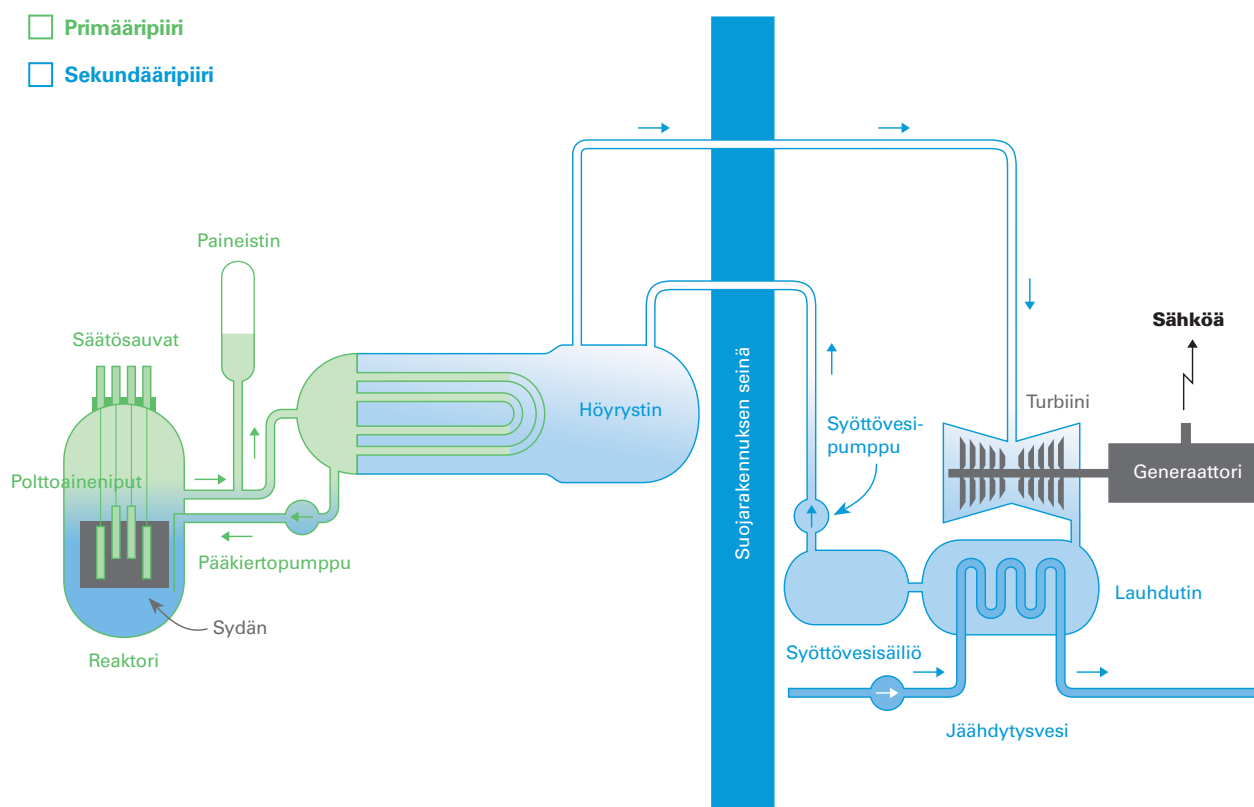 Primääripiiri
Sekundääripiiri
Paineistin
Säätösauvat
Polttoaineniput
Pääkiertopumppu
Sydän
Reaktori
Höyrystin
Suojarakennuksen seinä
Syöttövesi-
pumppu
Syöttövesisäiliö
Sähköä
Turbiini
Generaattori
Lauhdutin
Jäähdytysvesi